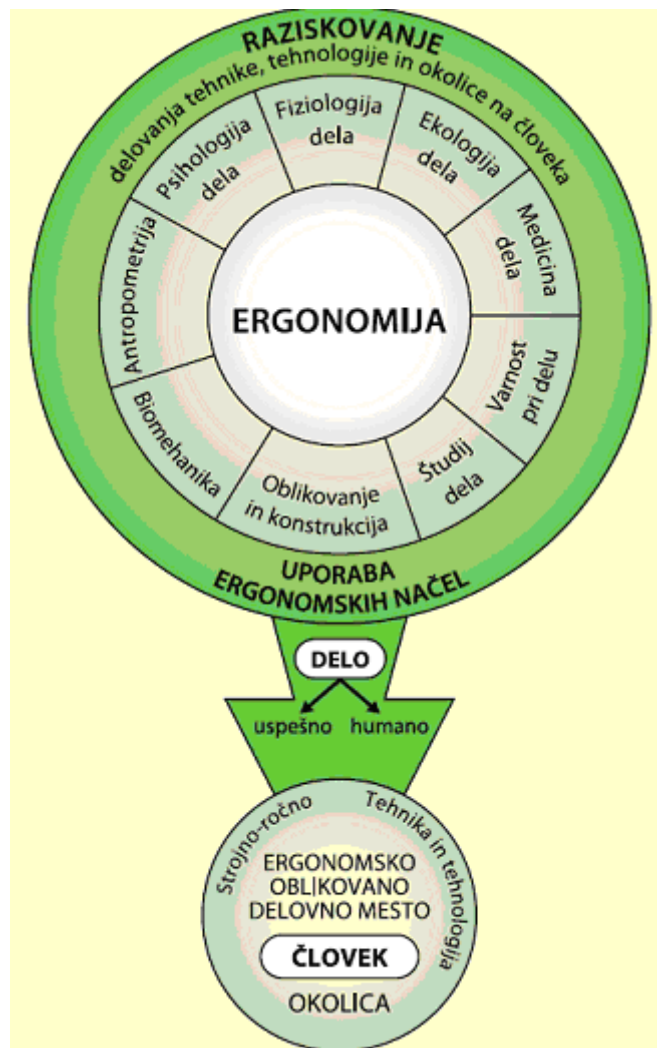 RAZISKOVANJE
delovanja tehnike, tehnologije in okolice na človeka
Fiziologija
dela
Ekologija
dela
Medicina
dela
Varnost
pri delu
Študij
dela
Oblikovanje
in konstrukcija
Biomehanika
Antropometrija
Psihologija
dela
ERGONOMIJA
UPORABA
ERGONOMSKIH NAČEL
DELO
uspešno humano
Strojno-ročno
Tehnika in tehnologija
ERGONOMSKO
OBLIKOVANO
DELOVNO MESTO
ČLOVEK
OKOLICA